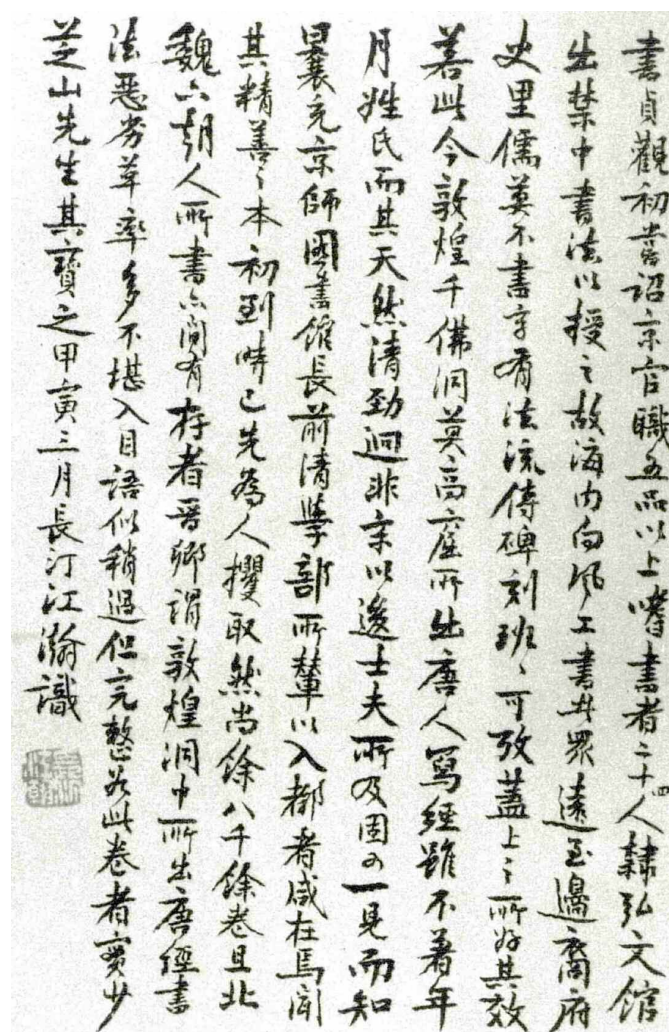 書貞觀初嘗詔京官職五品以上嗜書者二十四人隸弘文館
出禁中書法以授之故海內向風工書者眾遠至邊裔府
史里儒莫不書字有法流傳碑刻班〻可攷蓋上之所好其效
若此今敦煌千佛洞莫高窟所出唐人寫經雖不著年
月姓氏而其天然清勁迥非宋以後士夫所及固可一見而知
曩充京師圖書館長前清學部所輦以入都者咸在焉聞
其精善之本初到時已先為人攫取然尚餘八千餘卷且北
魏六朝人所書亦間有存者晉卿謂敦煌洞中所出唐經書
法惡劣草率多不堪入目語似稍過但完整若此卷者實少
芝山先生其寶之甲寅三月長汀江瀚識